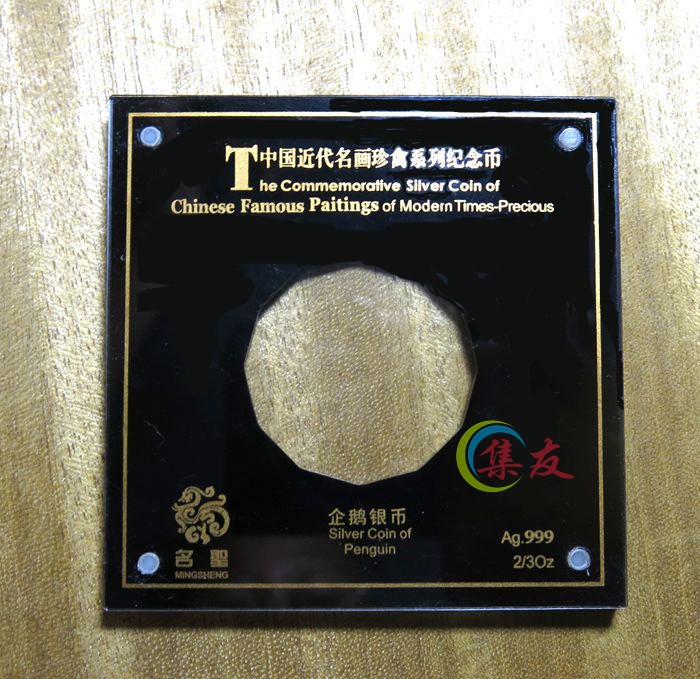 中国近代名画珍禽系列纪念币
The Commemorative Silver Coin of
Chinese Famous Paitings of Modern Times-Precious
集友
企鹅银币
Silver Coin of
Penguin
名聖
MINGSHENG
Ag.999
2/3Oz